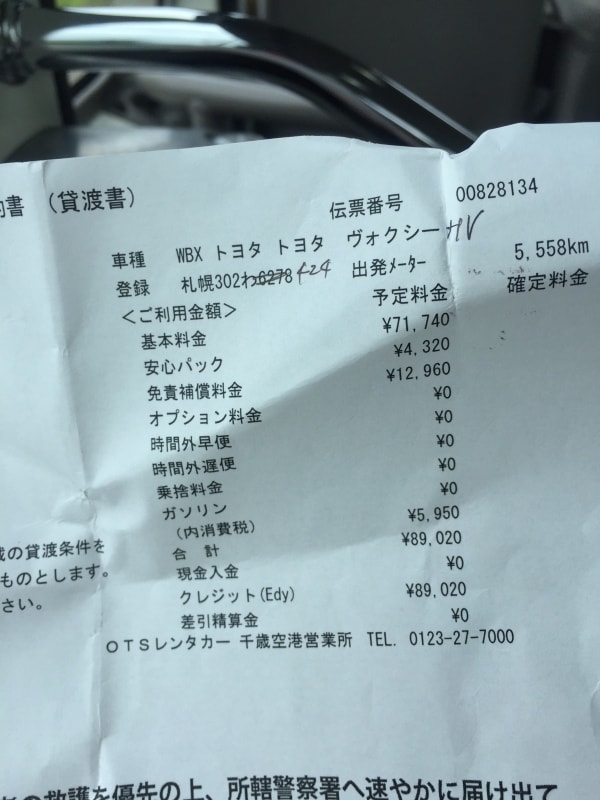 約書（貸渡書）
伝票番号 00828134
車種 WBX トヨタ トヨタ ヴォクシー HV
登録 札幌302わ6278 出発メーター 5,558km
＜ご利用金額＞ 予定料金 確定料金
基本料金 ¥71,740
安心パック ¥4,320
免責補償料金 ¥12,960
オプション料金 ¥0
時間外早便 ¥0
時間外遅便 ¥0
乗捨料金 ¥0
ガソリン ¥0
（内消費税） ¥5,950
合 計 ¥89,020
現金入金 ¥0
クレジット(Edy) ¥89,020
差引精算金 ¥0
OTSレンタカー 千歳空港営業所 TEL. 0123-27-7000
の貸渡条件を
ものとします。
さい。
の救護を優先の上、所轄警察署へ速やかに届け出て